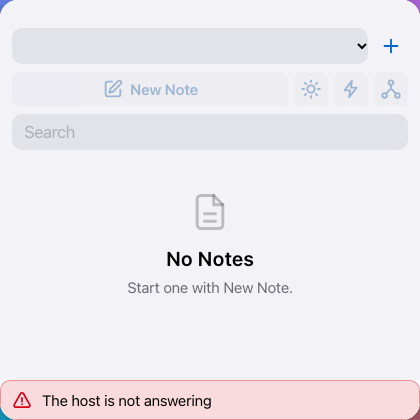 New Note
Search
No Notes
Start one with New Note.
The host is not answering